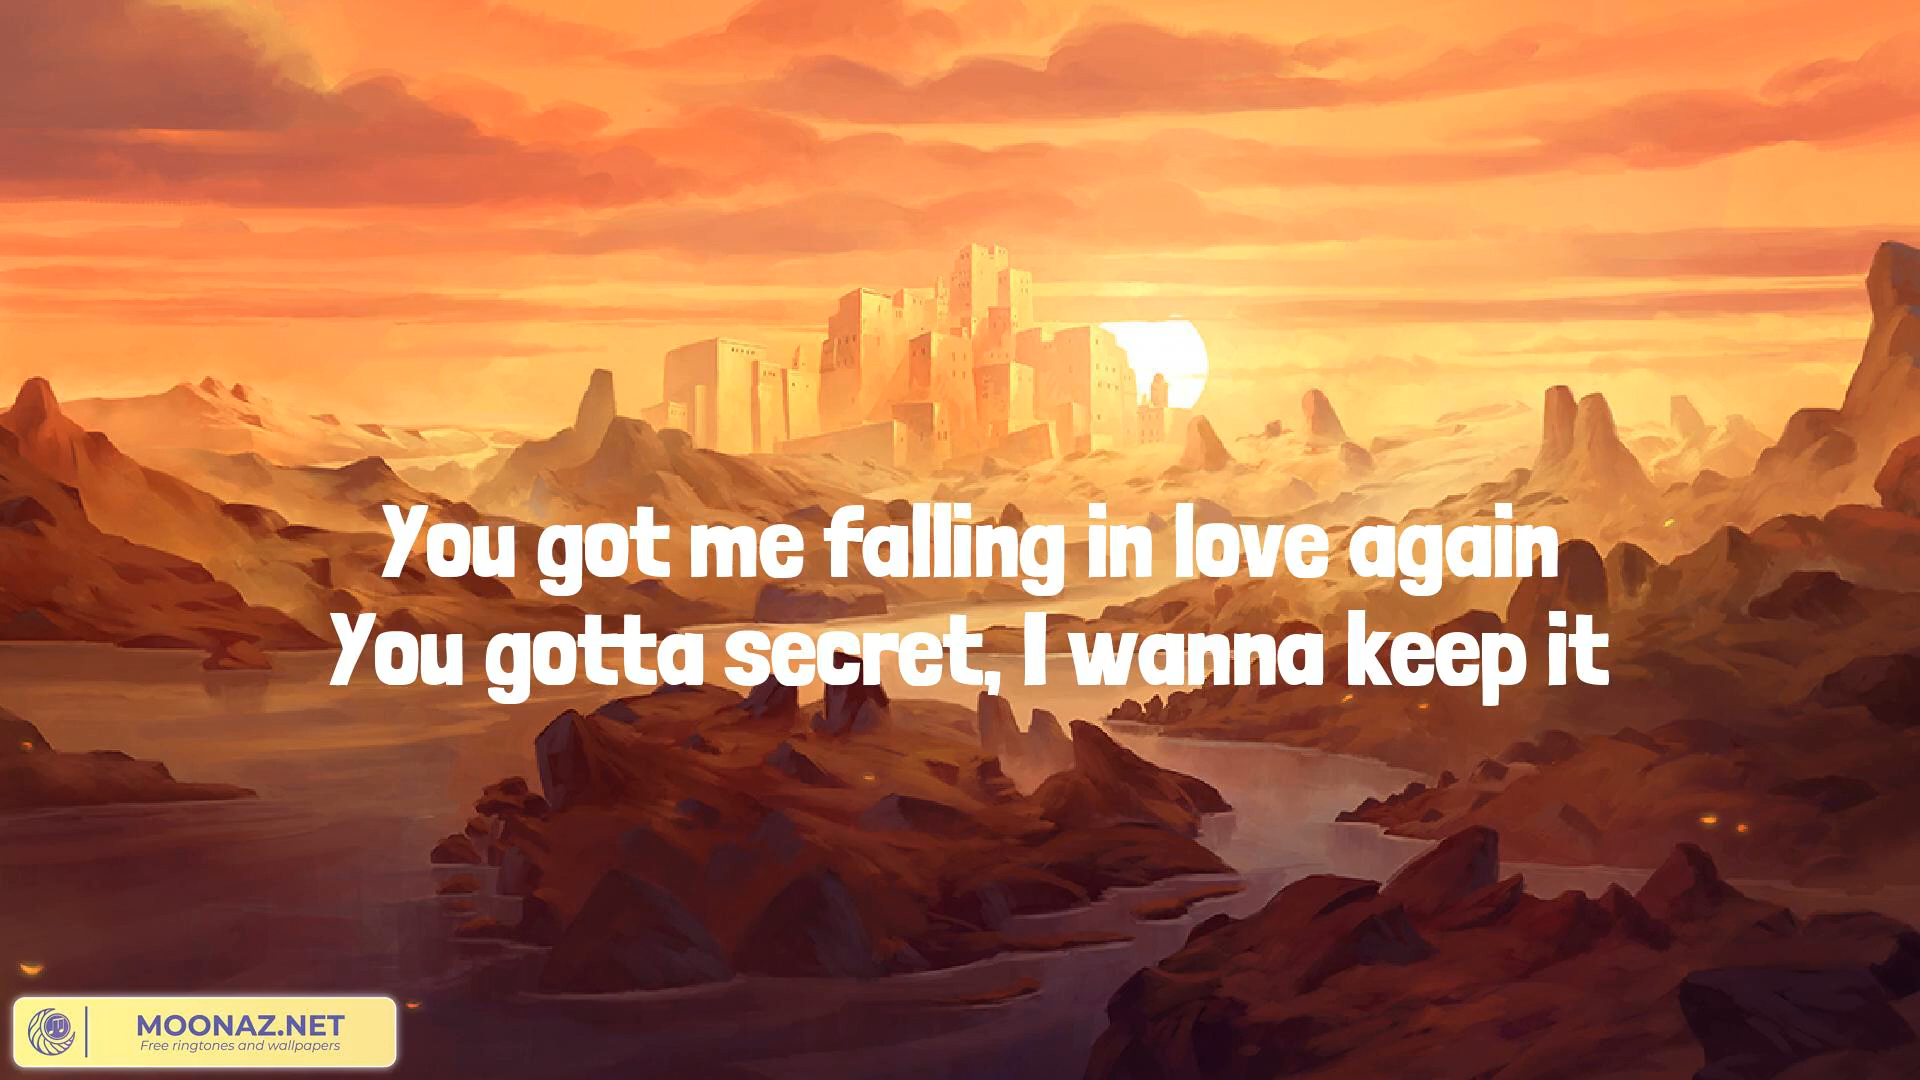 You got me falling in love again
You gotta secret, I wanna keep it
MOONAZ.NET
Free ringtones and wallpapers